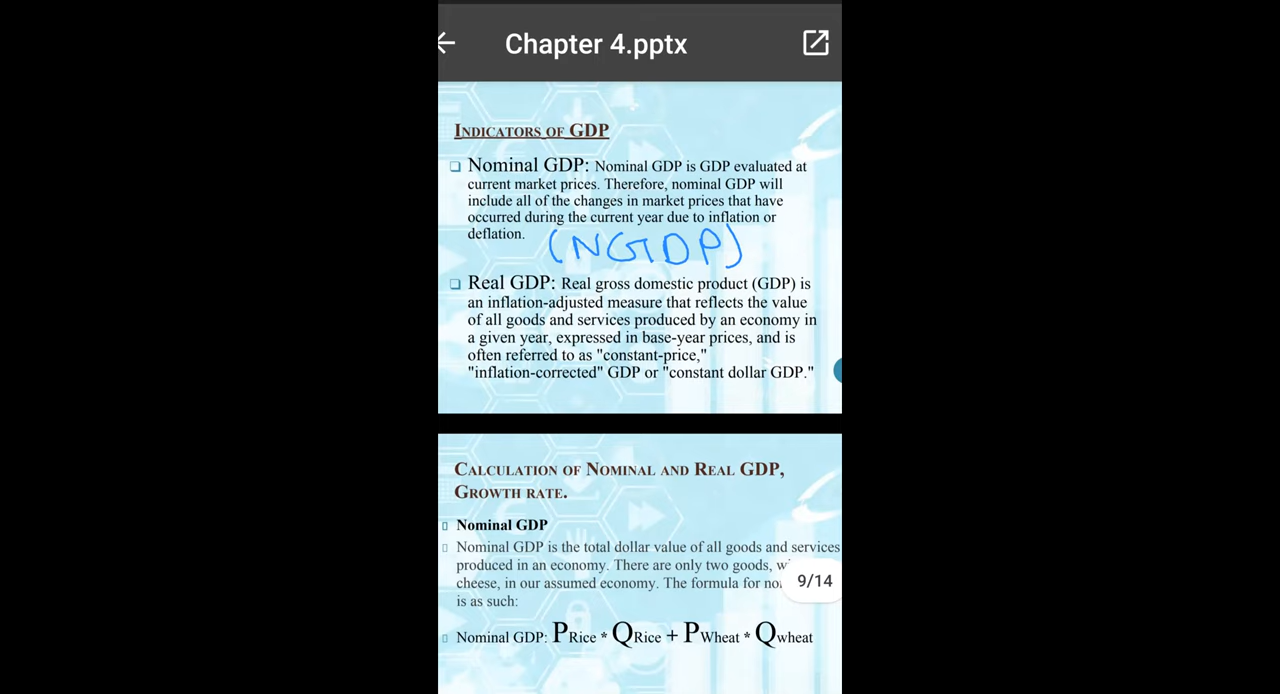 Chapter 4.pptx
INDICATORS OF GDP
❑ Nominal GDP: Nominal GDP is GDP evaluated at
current market prices. Therefore, nominal GDP will
include all of the changes in market prices that have
occurred during the current year due to inflation or
deflation.
(NGDP)
❑ Real GDP: Real gross domestic product (GDP) is
an inflation-adjusted measure that reflects the value
of all goods and services produced by an economy in
a given year, expressed in base-year prices, and is
often referred to as "constant-price,"
"inflation-corrected" GDP or "constant dollar GDP."
CALCULATION OF NOMINAL AND REAL GDP,
GROWTH RATE.
Nominal GDP
Nominal GDP is the total dollar value of all goods and services
produced in an economy. There are only two goods,
cheese, in our assumed economy. The formula for
9/14
is as such:
Nominal GDP: PRice * QRice + PWheat * Qwheat